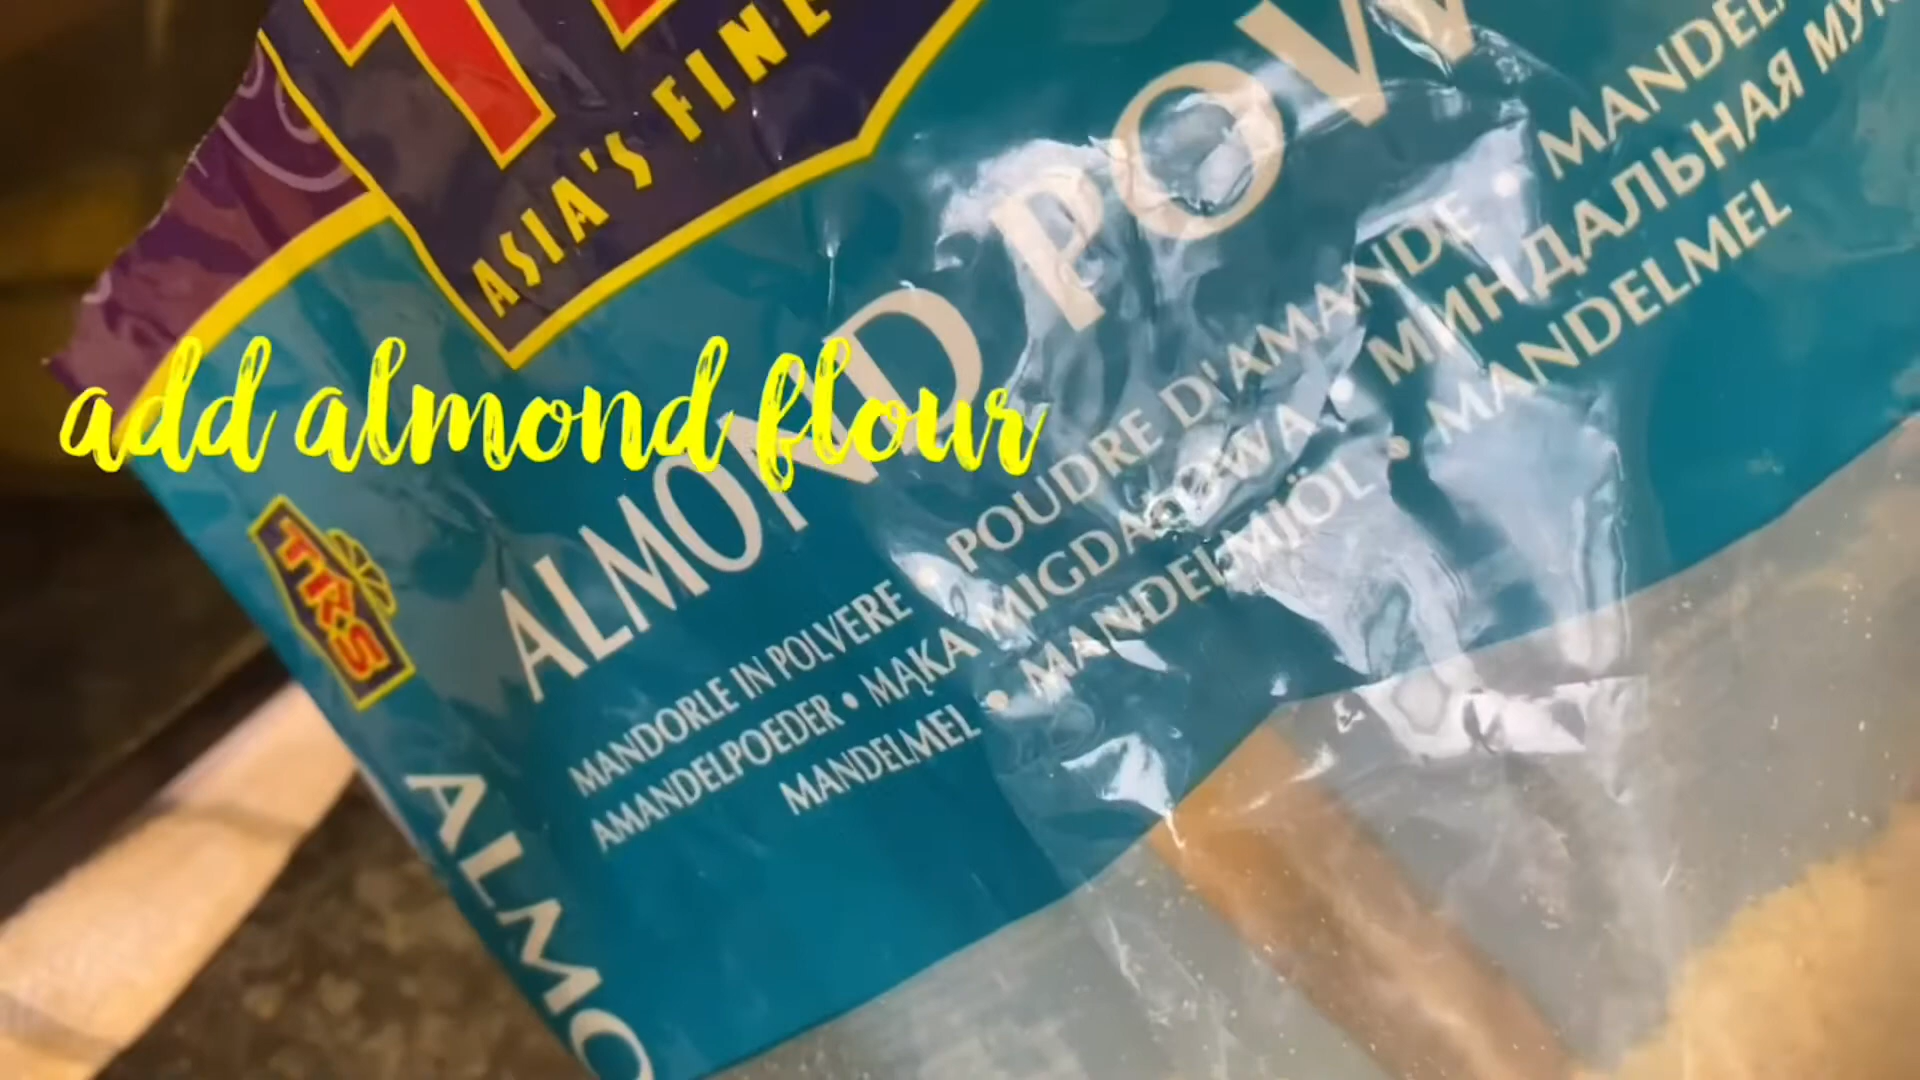 ASIA'S FINE
add almond flour
TRS
ALMOND POW
MANDORLE IN POLVERE • POUDRE D'AMANDE • MANDEL
AMANDELPOEDER • MĄKA MIGDAŁOWA • МИНДАЛЬНАЯ МУК
MANDELMEL • MANDELMJÖL • MANDELMEL
ALMO